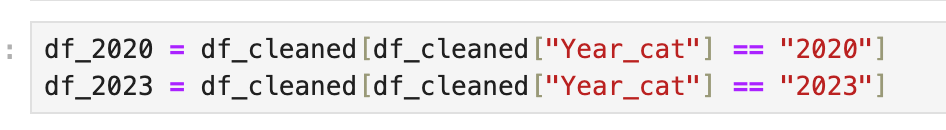 :
df_2020 = df_cleaned[df_cleaned["Year_cat"] == "2020"]
df_2023 = df_cleaned[df_cleaned["Year_cat"] == "2023"]